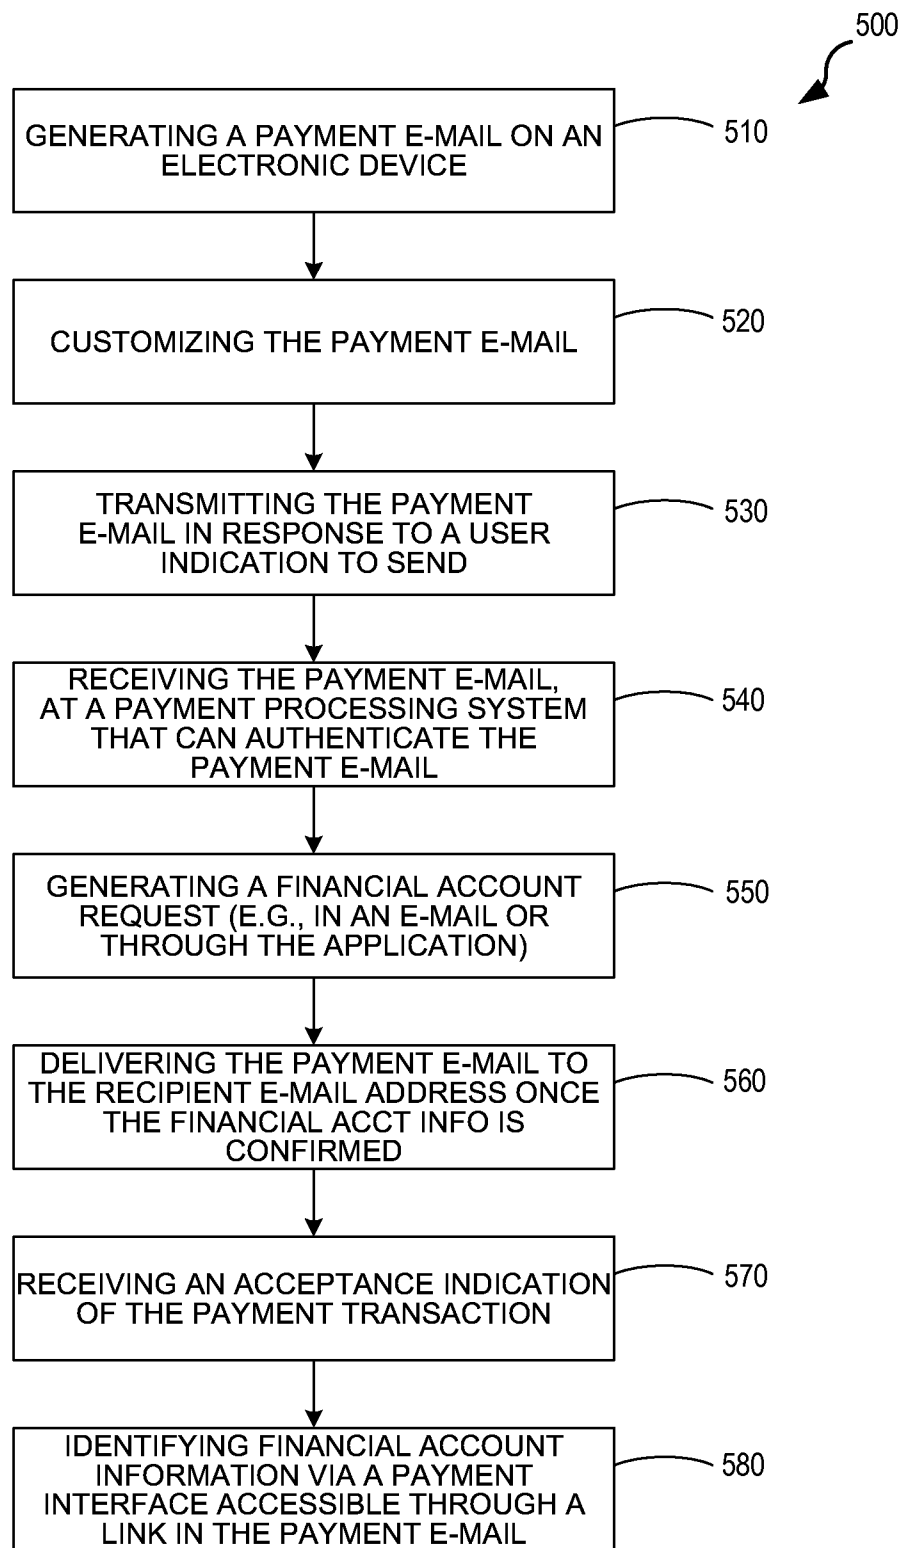 500
GENERATING A PAYMENT E-MAIL ON AN
ELECTRONIC DEVICE
510
CUSTOMIZING THE PAYMENT E-MAIL
520
TRANSMITTING THE PAYMENT
E-MAIL IN RESPONSE TO A USER
INDICATION TO SEND
530
RECEIVING THE PAYMENT E-MAIL,
AT A PAYMENT PROCESSING SYSTEM
THAT CAN AUTHENTICATE THE
PAYMENT E-MAIL
540
GENERATING A FINANCIAL ACCOUNT
REQUEST (E.G., IN AN E-MAIL OR
THROUGH THE APPLICATION)
550
DELIVERING THE PAYMENT E-MAIL TO
THE RECIPIENT E-MAIL ADDRESS ONCE
THE FINANCIAL ACCT INFO IS
CONFIRMED
560
RECEIVING AN ACCEPTANCE INDICATION
OF THE PAYMENT TRANSACTION
570
IDENTIFYING FINANCIAL ACCOUNT
INFORMATION VIA A PAYMENT
INTERFACE ACCESSIBLE THROUGH A
LINK IN THE PAYMENT E-MAIL
580